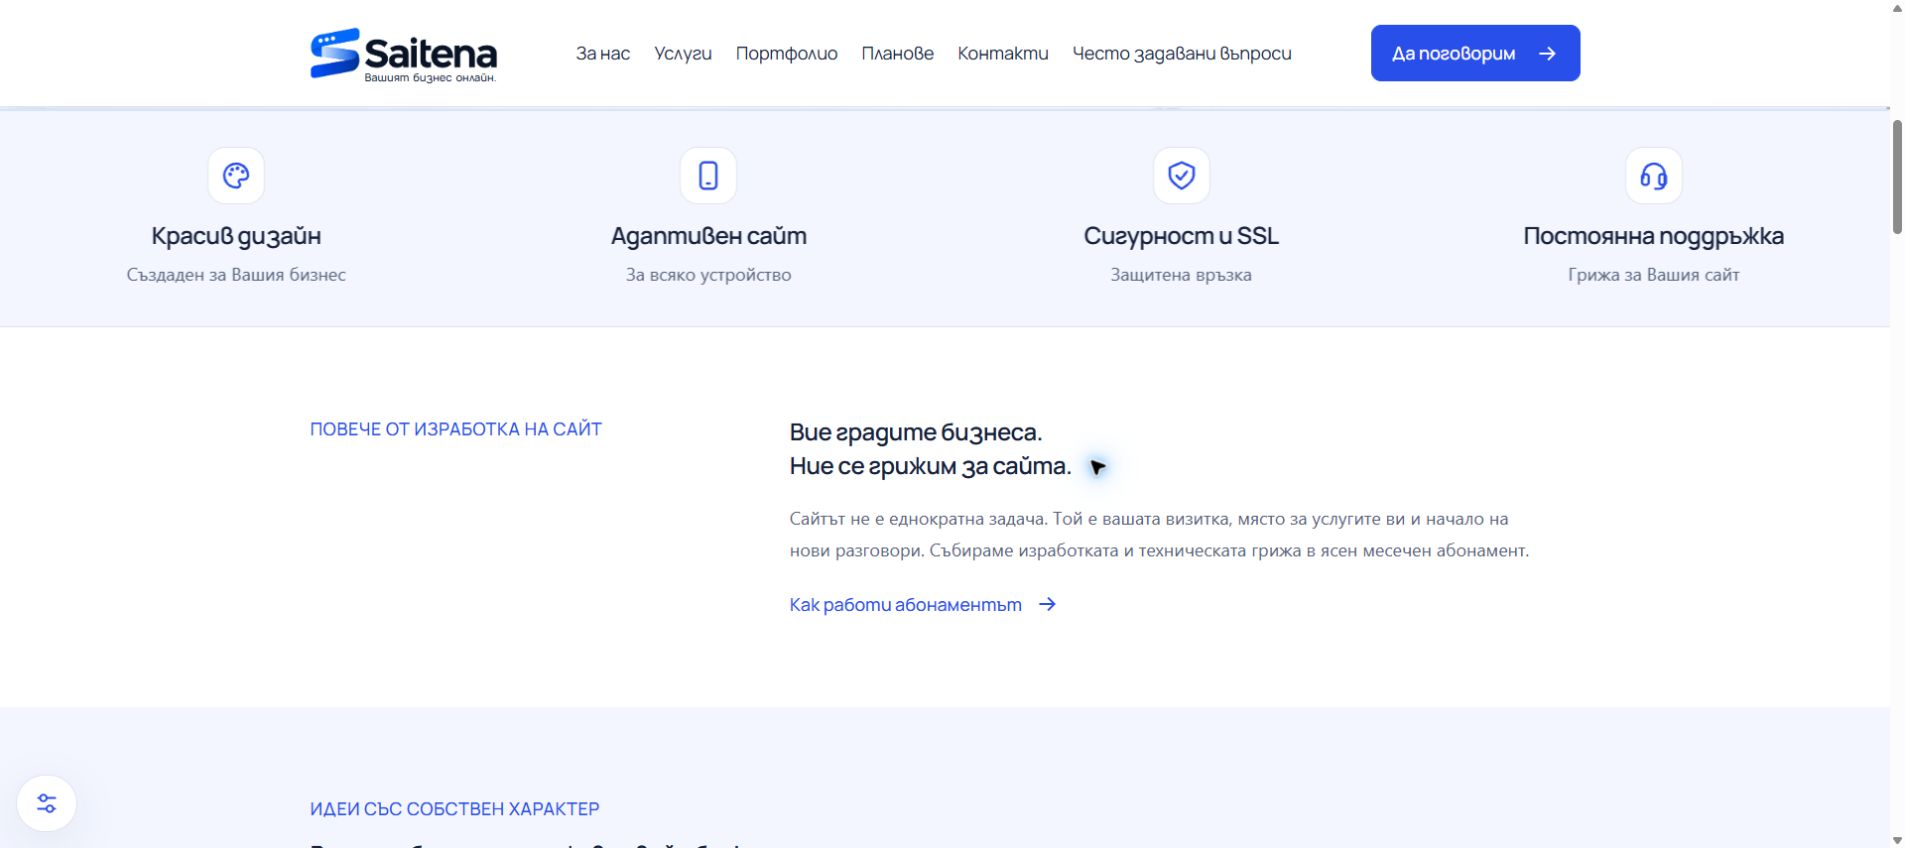 Saitena
Вашият бизнес онлайн.
За нас
Услуги
Портфолио
Планове
Контакти
Често задавани въпроси
Да поговорим
Красив дизайн
Създаден за Вашия бизнес
Адаптивен сайт
За всяко устройство
Сигурност и SSL
Защитена връзка
Постоянна поддръжка
Грижа за Вашия сайт
ПОВЕЧЕ ОТ ИЗРАБОТКА НА САЙТ
Вие градите бизнеса.
Ние се грижим за сайта.
Сайтът не е еднократна задача. Той е вашата визитка, място за услугите ви и начало на
нови разговори. Събираме изработката и техническата грижа в ясен месечен абонамент.
Как работи абонаментът
ИДЕИ СЪС СОБСТВЕН ХАРАКТЕР